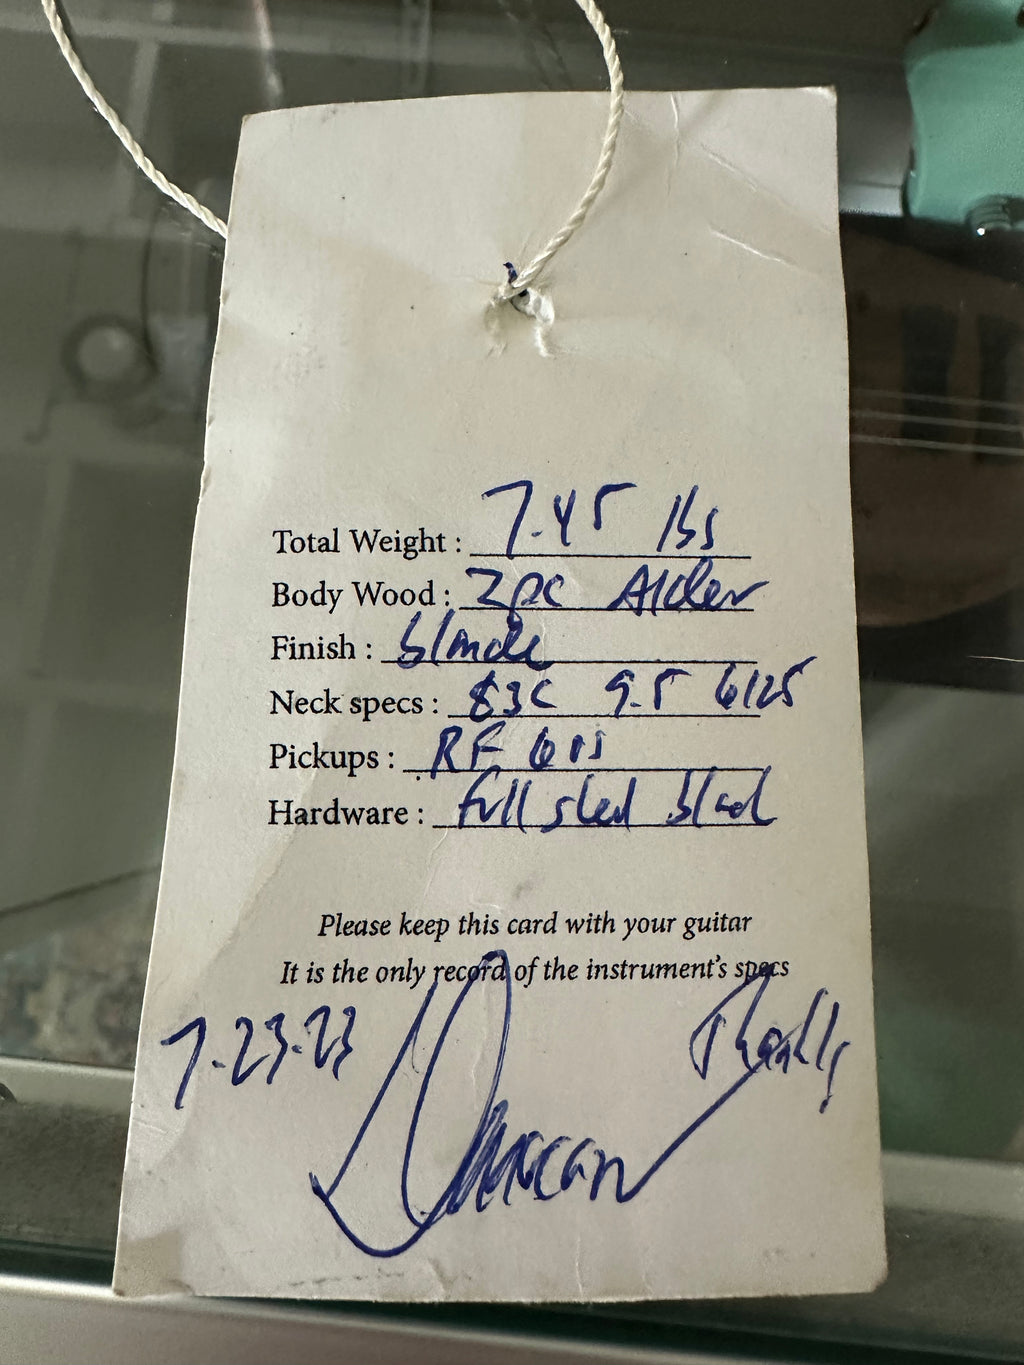 Total Weight : 7.45 lbs
Body Wood : 2pc Alder
Finish : blonde
Neck specs : 83C 9.5 6125
Pickups : RF 60s
Hardware : full steel
Please keep this card with your guitar
It is the only record of the instrument's specs
7-23-23
Thanks
Duncan